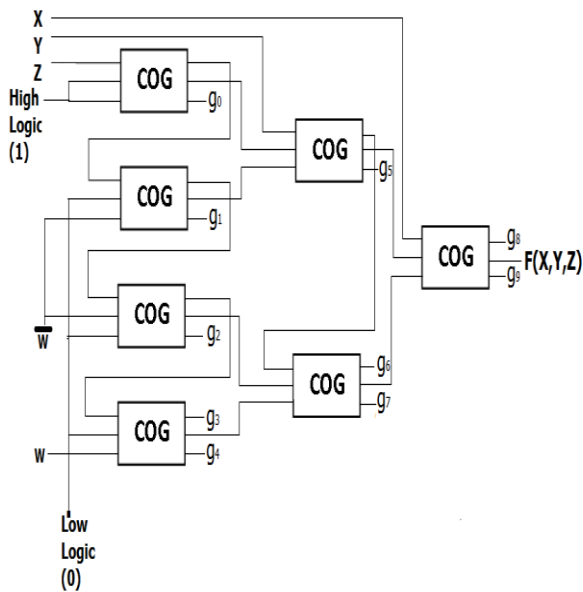 X
Y
Z
High
Logic
(1)
COG
g0
COG
g5
COG
g1
COG
g8
F(X,Y,Z)
g9
W̅
COG
g2
COG
g6
g7
COG
g3
g4
W
Low
Logic
(0)